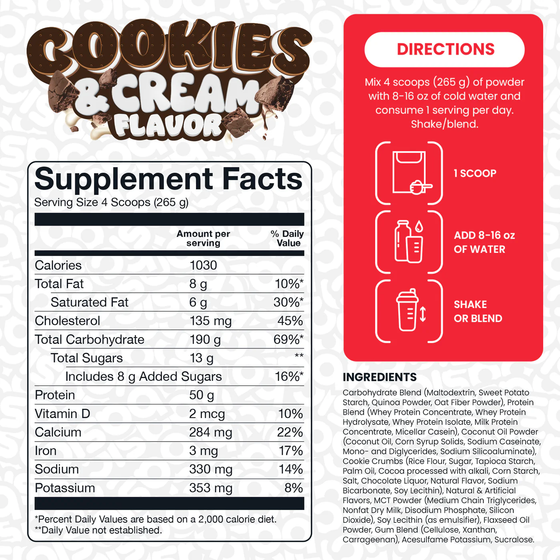 COOKIES
& CREAM
FLAVOR
Supplement Facts
Serving Size 4 Scoops (265 g)
Amount per serving % Daily Value
Calories 1030
Total Fat 8 g 10%*
Saturated Fat 6 g 30%*
Cholesterol 135 mg 45%
Total Carbohydrate 190 g 69%*
Total Sugars 13 g **
Includes 8 g Added Sugars 16%*
Protein 50 g
Vitamin D 2 mcg 10%
Calcium 284 mg 22%
Iron 3 mg 17%
Sodium 330 mg 14%
Potassium 353 mg 8%
*Percent Daily Values are based on a 2,000 calorie diet.
**Daily Value not established.
DIRECTIONS
Mix 4 scoops (265 g) of powder
with 8-16 oz of cold water and
consume 1 serving per day.
Shake/blend.
1 SCOOP
ADD 8-16 oz
OF WATER
SHAKE
OR BLEND
INGREDIENTS
Carbohydrate Blend (Maltodextrin, Sweet Potato
Starch, Quinoa Powder, Oat Fiber Powder), Protein
Blend (Whey Protein Concentrate, Whey Protein
Hydrolysate, Whey Protein Isolate, Milk Protein
Concentrate, Micellar Casein), Coconut Oil Powder
(Coconut Oil, Corn Syrup Solids, Sodium Caseinate,
Mono- and Diglycerides, Sodium Silicoaluminate),
Cookie Crumbs (Rice Flour, Sugar, Tapioca Starch,
Palm Oil, Cocoa processed with alkali, Corn Starch,
Salt, Chocolate Liquor, Natural Flavor, Sodium
Bicarbonate, Soy Lecithin), Natural & Artificial
Flavors, MCT Powder (Medium Chain Triglycerides,
Nonfat Dry Milk, Disodium Phosphate, Silicon
Dioxide), Soy Lecithin (as emulsifier), Flaxseed Oil
Powder, Gum Blend (Cellulose, Xanthan,
Carrageenan), Acesulfame Potassium, Sucralose.